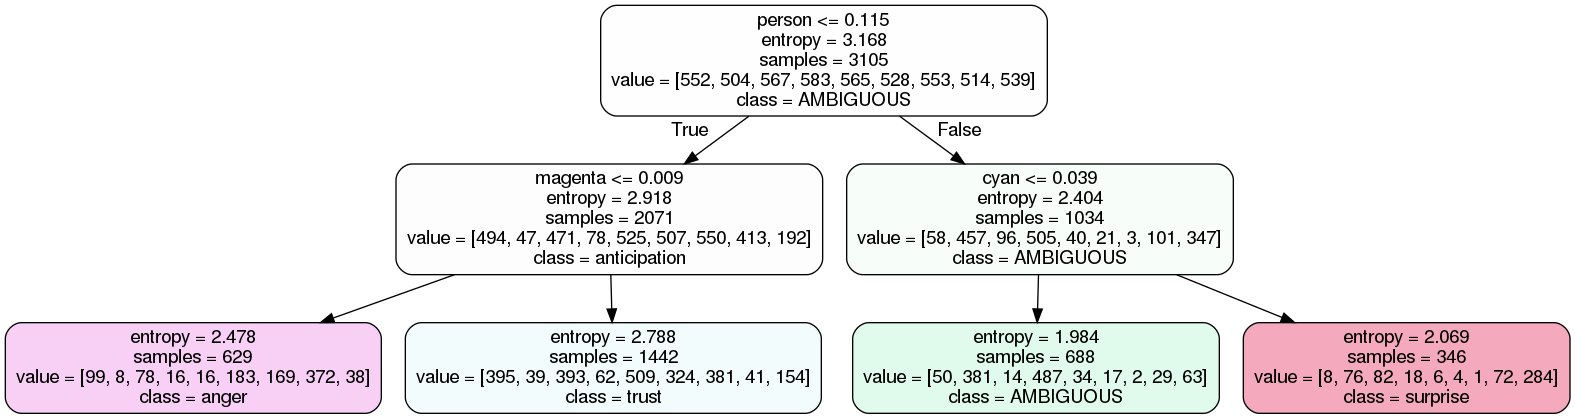 person <= 0.115
entropy = 3.168
samples = 3105
value = [552, 504, 567, 583, 565, 528, 553, 514, 539]
class = AMBIGUOUS
True
False
magenta <= 0.009
entropy = 2.918
samples = 2071
value = [494, 47, 471, 78, 525, 507, 550, 413, 192]
class = anticipation
cyan <= 0.039
entropy = 2.404
samples = 1034
value = [58, 457, 96, 505, 40, 21, 3, 101, 347]
class = AMBIGUOUS
entropy = 2.478
samples = 629
value = [99, 8, 78, 16, 16, 183, 169, 372, 38]
class = anger
entropy = 2.788
samples = 1442
value = [395, 39, 393, 62, 509, 324, 381, 41, 154]
class = trust
entropy = 1.984
samples = 688
value = [50, 381, 14, 487, 34, 17, 2, 29, 63]
class = AMBIGUOUS
entropy = 2.069
samples = 346
value = [8, 76, 82, 18, 6, 4, 1, 72, 284]
class = surprise